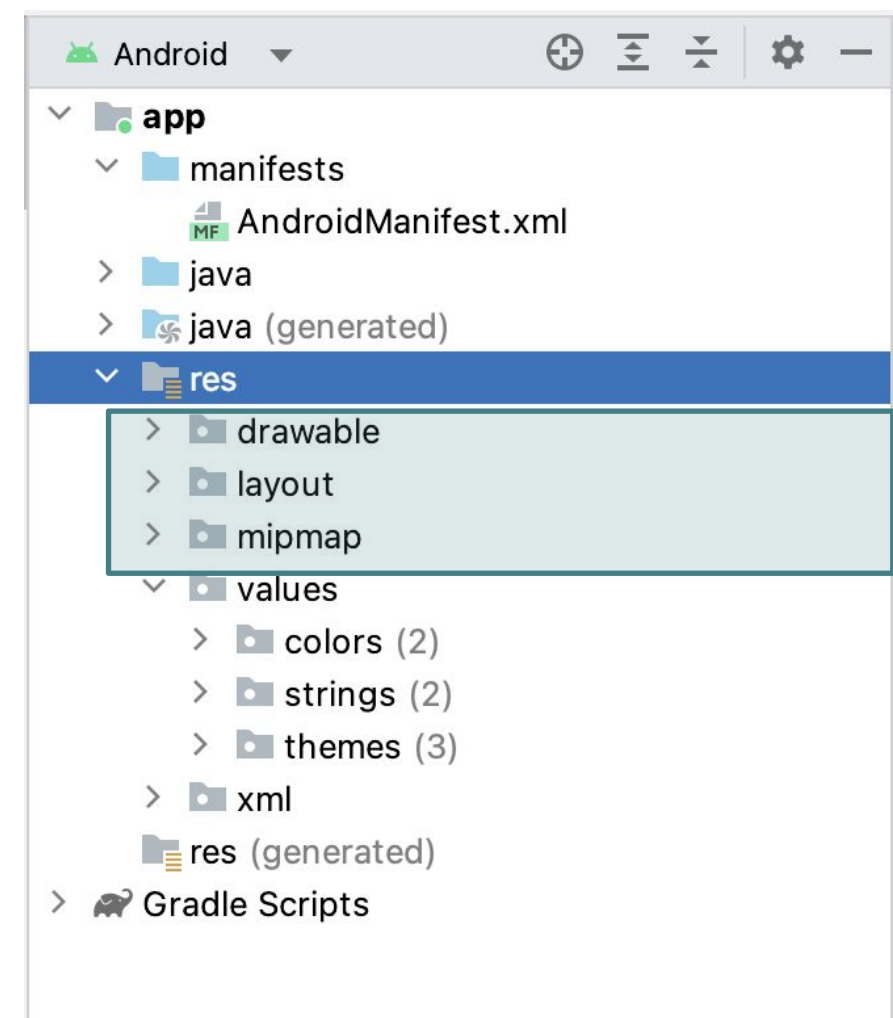 Android
app
manifests
MF AndroidManifest.xml
java
java (generated)
res
drawable
layout
mipmap
values
colors (2)
strings (2)
themes (3)
xml
res (generated)
Gradle Scripts